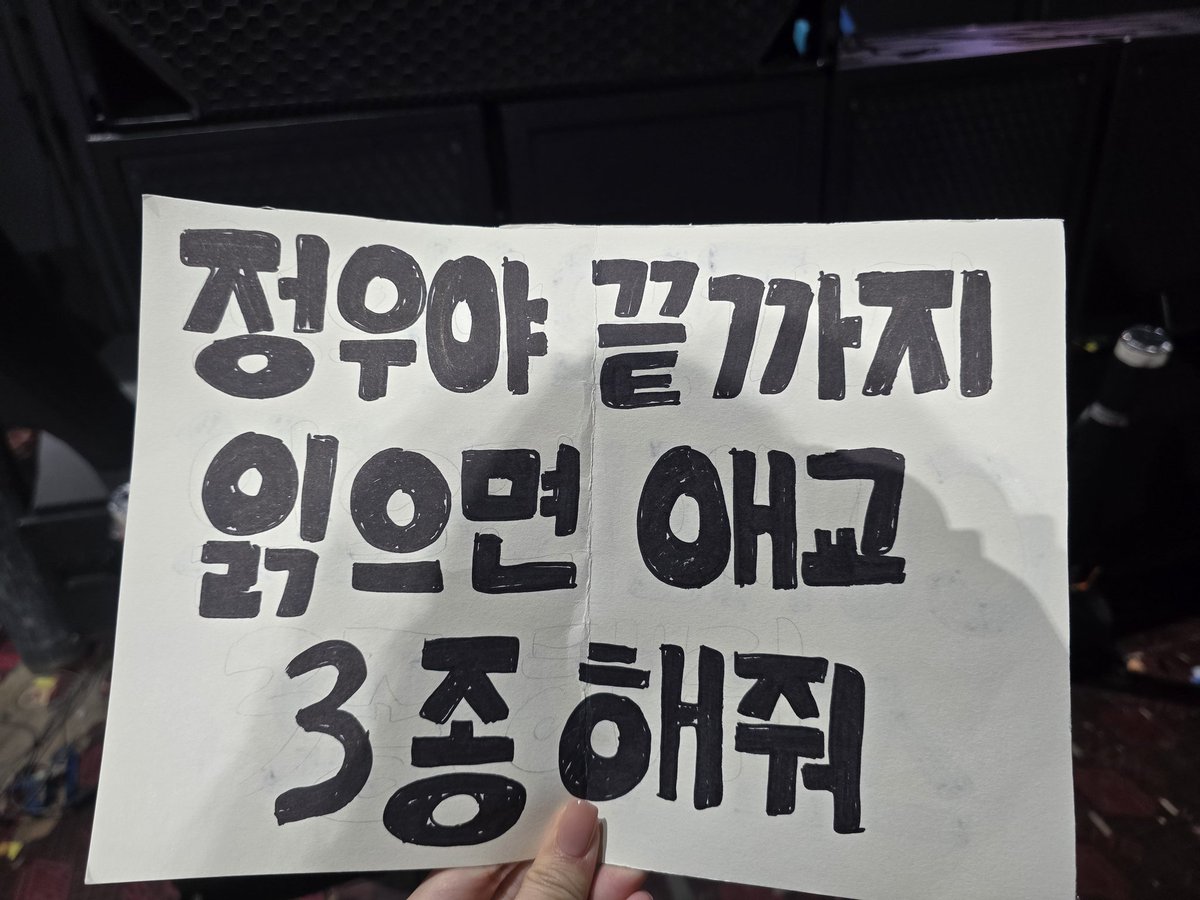 정우야 끝까지
읽으면 애교
3종 해줘